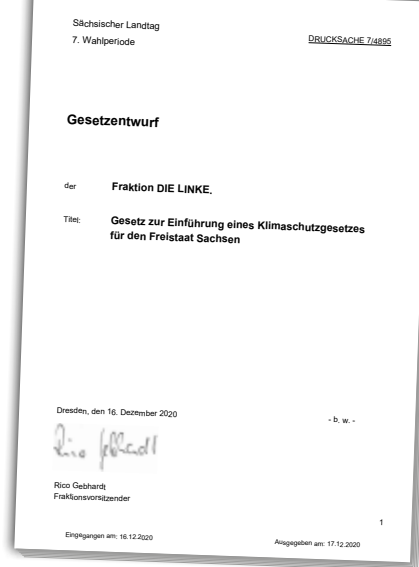 Sächsischer Landtag
7. Wahlperiode
DRUCKSACHE 7/4895
Gesetzentwurf
der Fraktion DIE LINKE.
Titel: Gesetz zur Einführung eines Klimaschutzgesetzes
für den Freistaat Sachsen
Dresden, den 16. Dezember 2020
- b. w. -
Rico Gebhardt
Rico Gebhardt
Fraktionsvorsitzender
1
Eingegangen am: 16.12.2020
Ausgegeben am: 17.12.2020